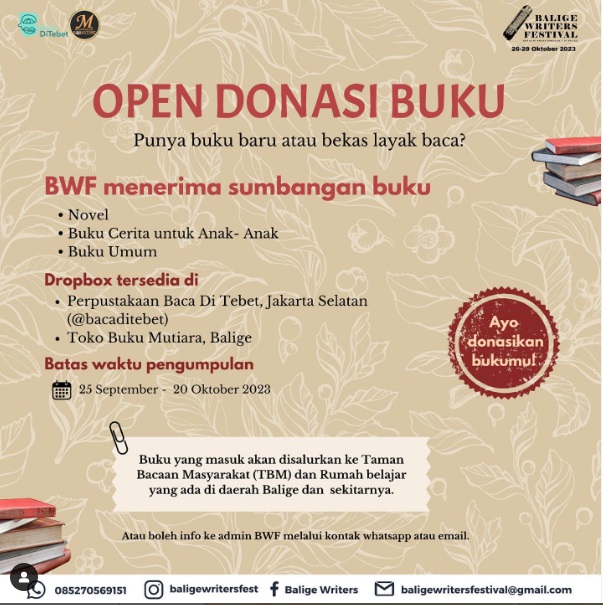 DiTebet
M
BALIGE
WRITERS
FESTIVAL
26-29 Oktober 2023
OPEN DONASI BUKU
Punya buku baru atau bekas layak baca?
BWF menerima sumbangan buku
• Novel
• Buku Cerita untuk Anak- Anak
• Buku Umum
Dropbox tersedia di
• Perpustakaan Baca Di Tebet, Jakarta Selatan
(@bacaditebet)
• Toko Buku Mutiara, Balige
Batas waktu pengumpulan
25 September - 20 Oktober 2023
Ayo
donasikan
bukumu!
Buku yang masuk akan disalurkan ke Taman
Bacaan Masyarakat (TBM) dan Rumah belajar
yang ada di daerah Balige dan sekitarnya.
Atau boleh info ke admin BWF melalui kontak whatsapp atau email.
085270569151 baligewritersfest Balige Writers baligewritersfestival@gmail.com